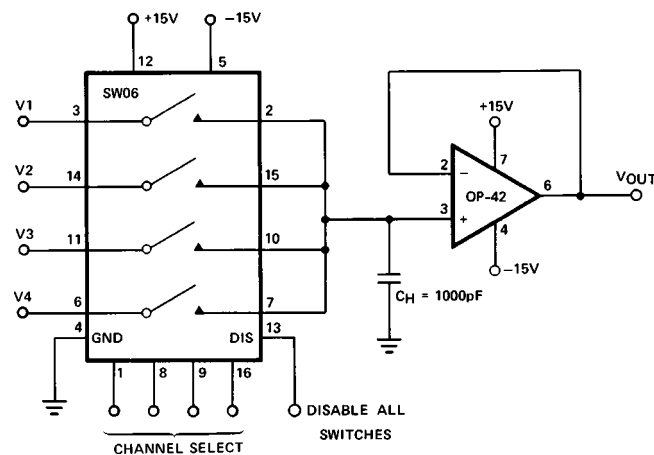 +15V
–15V
12
5
SW06
V1
3
2
V2
14
15
V3
11
10
V4
6
7
4
GND
DIS
13
1
8
9
16
CHANNEL SELECT
DISABLE ALL
SWITCHES
+15V
7
2
–
OP-42
6
VOUT
3
+
4
–15V
CH = 1000pF